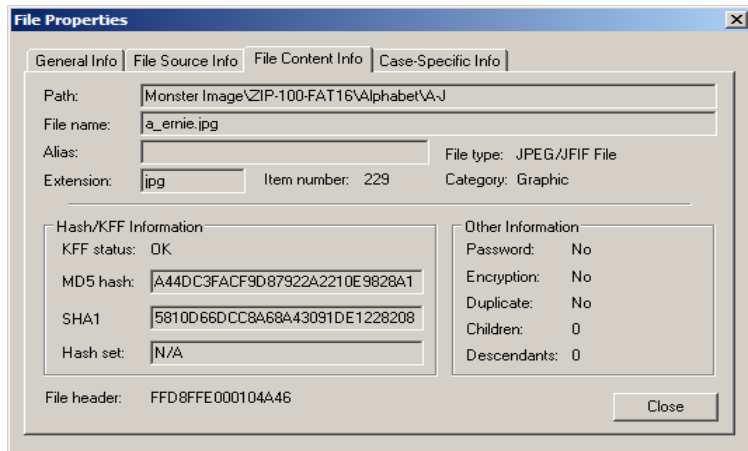 File Properties
General Info File Source Info File Content Info Case-Specific Info
Path: Monster Image\ZIP-100-FAT16\Alphabet\A-J
File name: a_ernie.jpg
Alias: File type: JPEG/JFIF File
Extension: jpg Item number: 229 Category: Graphic
Hash/KFF Information
KFF status: OK
MD5 hash: A44DC3FACF9D87922A2210E9828A1
SHA1 5810D66DCC8A68A43091DE1228208
Hash set: N/A
Other Information
Password: No
Encryption: No
Duplicate: No
Children: 0
Descendants: 0
File header: FFD8FFE000104A46
Close